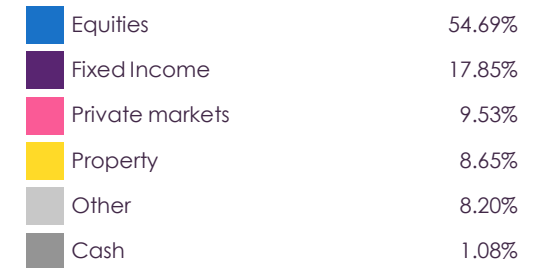 Equities 54.69%
Fixed Income 17.85%
Private markets 9.53%
Property 8.65%
Other 8.20%
Cash 1.08%